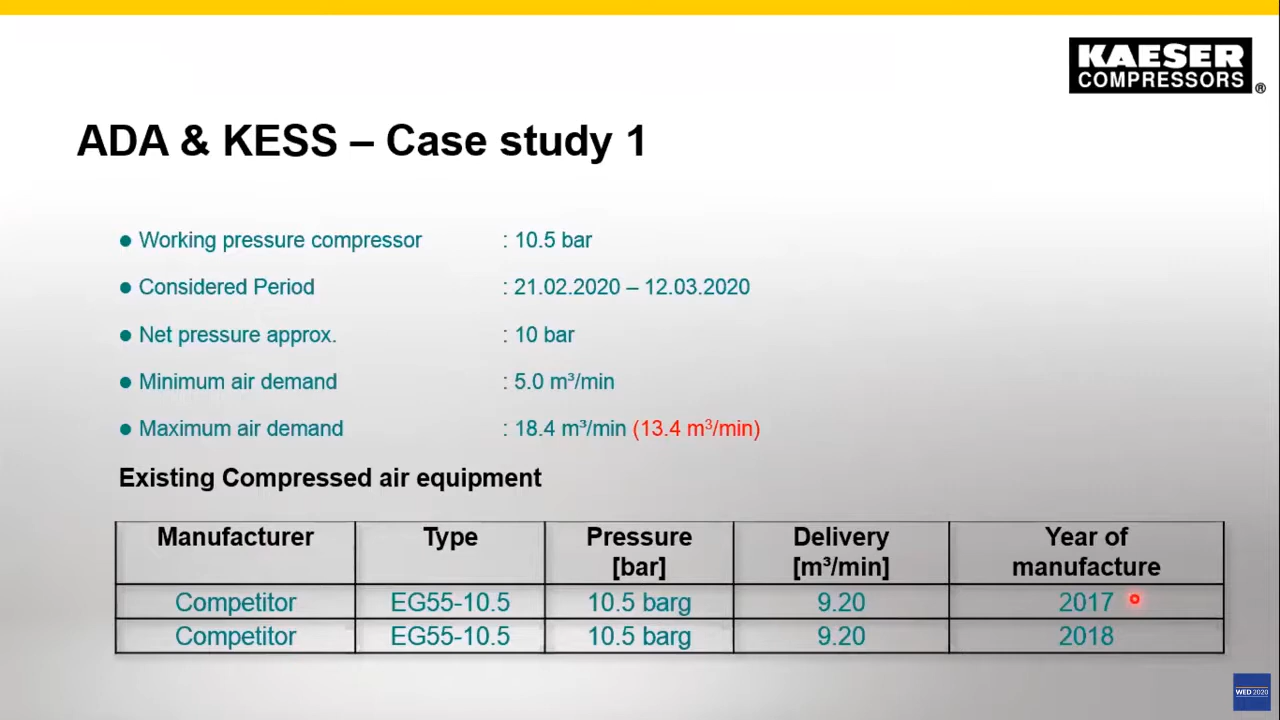 KAESER
COMPRESSORS®
ADA & KESS – Case study 1
● Working pressure compressor : 10.5 bar
● Considered Period : 21.02.2020 – 12.03.2020
● Net pressure approx. : 10 bar
● Minimum air demand : 5.0 m³/min
● Maximum air demand : 18.4 m³/min (13.4 m³/min)
Existing Compressed air equipment
Manufacturer Type Pressure [bar] Delivery [m³/min] Year of manufacture
Competitor EG55-10.5 10.5 barg 9.20 2017
Competitor EG55-10.5 10.5 barg 9.20 2018
WED 2020